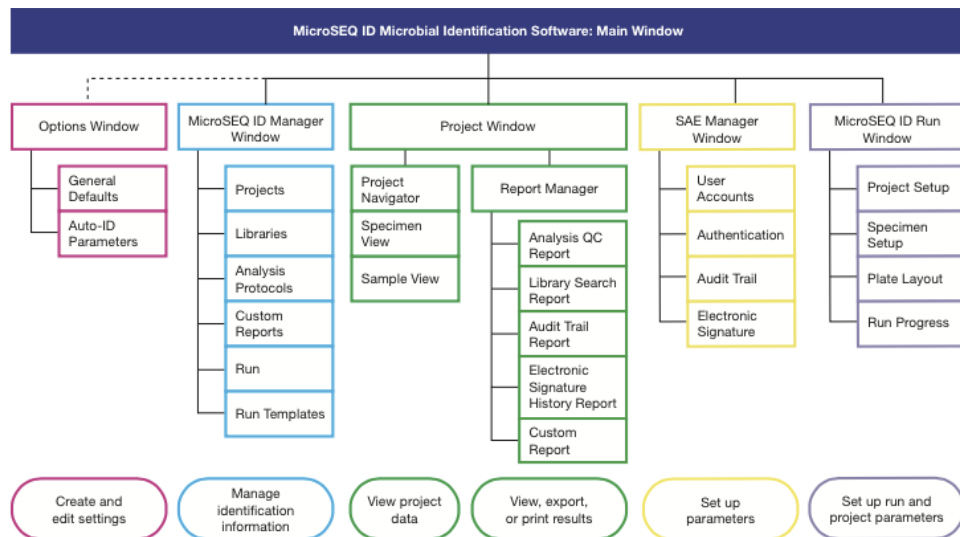 MicroSEQ ID Microbial Identification Software: Main Window
Options Window
General
Defaults
Auto-ID
Parameters
MicroSEQ ID Manager
Window
Projects
Libraries
Analysis
Protocols
Custom
Reports
Run
Run Templates
Project Window
Project
Navigator
Specimen
View
Sample View
Report Manager
Analysis QC
Report
Library Search
Report
Audit Trail
Report
Electronic
Signature
History Report
Custom
Report
SAE Manager
Window
User
Accounts
Authentication
Audit Trail
Electronic
Signature
MicroSEQ ID Run
Window
Project Setup
Specimen
Setup
Plate Layout
Run Progress
Create and
edit settings
Manage
identification
information
View project
data
View, export,
or print results
Set up
parameters
Set up run and
project parameters